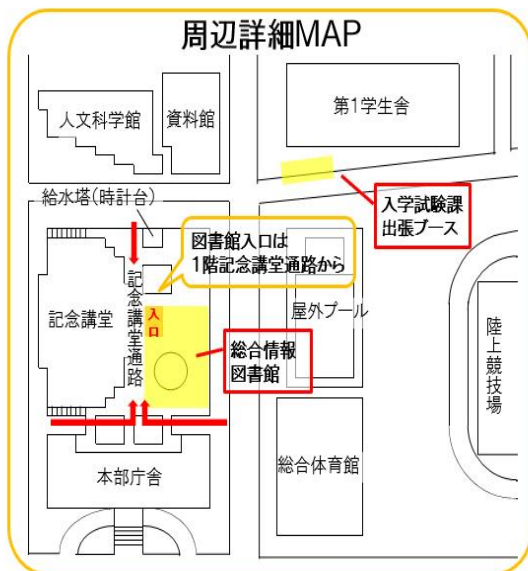 周辺詳細MAP
人文科学館
資料館
第1学生舎
給水塔(時計台)
入学試験課
出張ブース
図書館入口は
1階記念講堂通路から
記念講堂
記念講堂通路
入口
屋外プール
陸上競技場
総合情報
図書館
本部庁舎
総合体育館